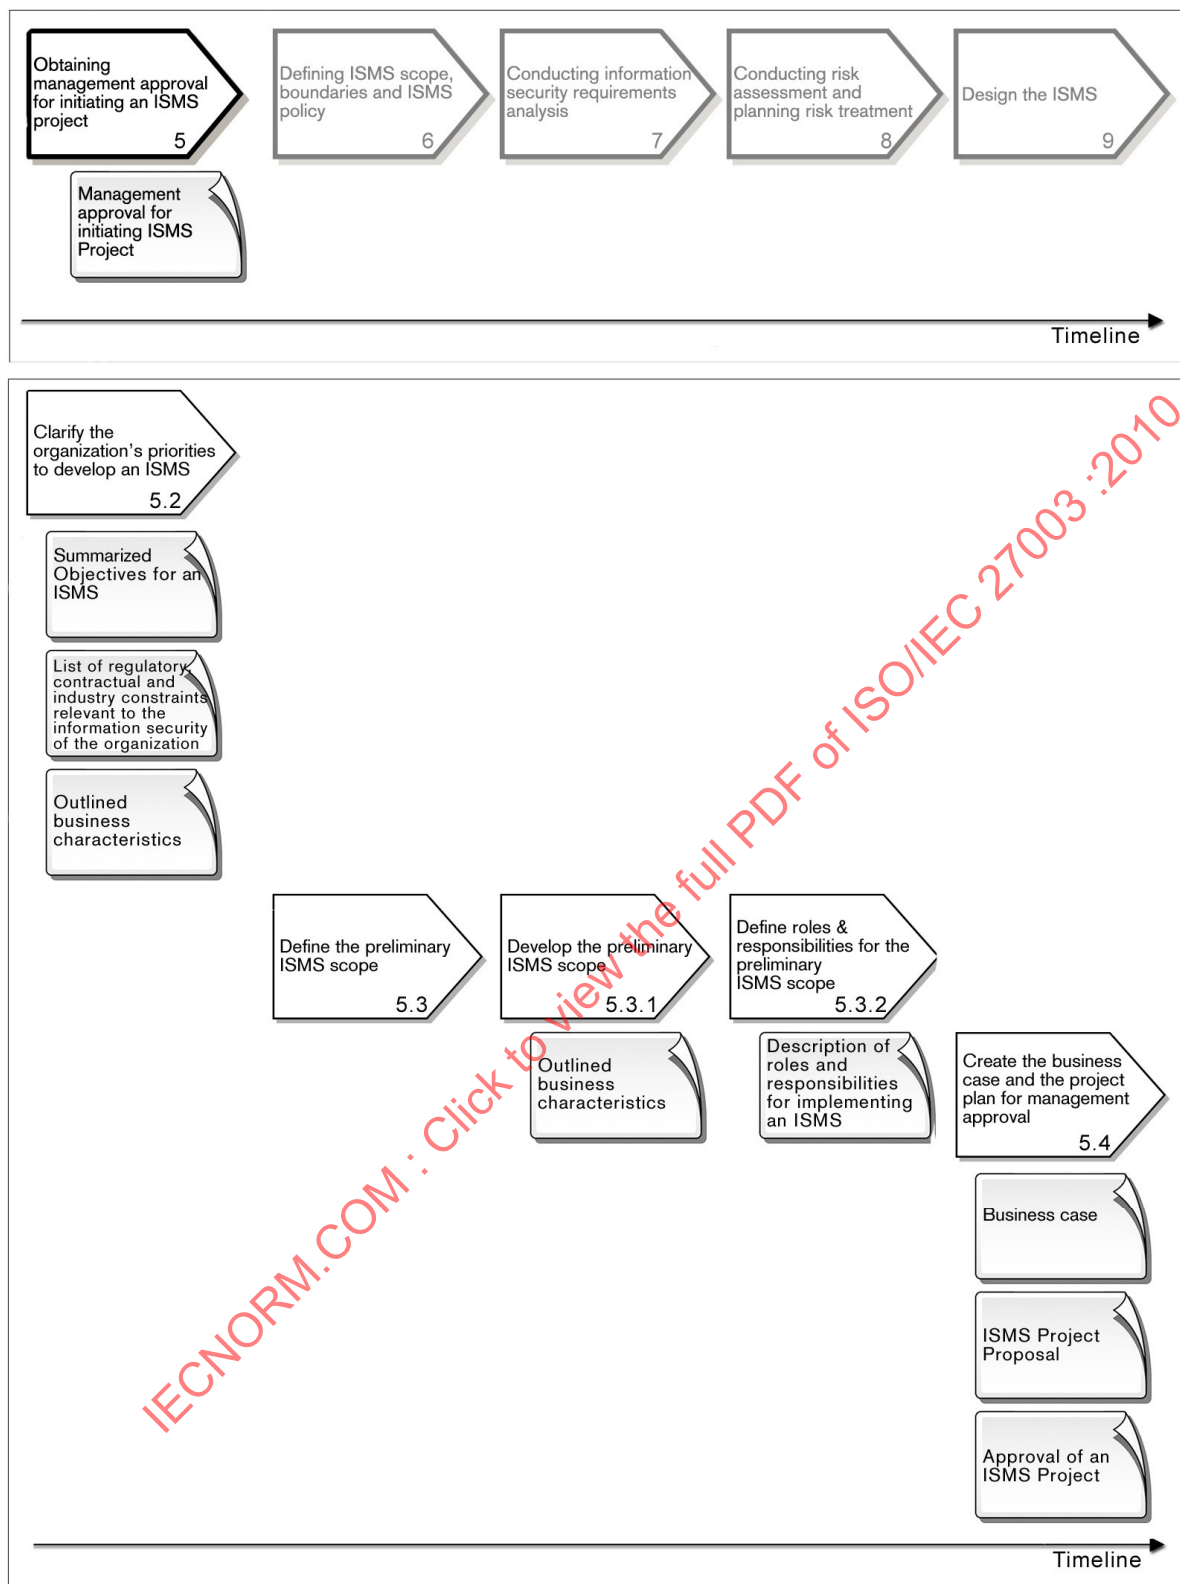 Obtaining
management approval
for initiating an ISMS
project
5
Defining ISMS scope,
boundaries and ISMS
policy
6
Conducting information
security requirements
analysis
7
Conducting risk
assessment and
planning risk treatment
8
Design the ISMS
9
Management
approval for
initiating ISMS
Project
Timeline
Clarify the
organization's priorities
to develop an ISMS
5.2
Summarized
Objectives for an
ISMS
List of regulatory,
contractual and
industry constraints
relevant to the
information security
of the organization
Outlined
business
characteristics
Define the preliminary
ISMS scope
5.3
Develop the preliminary
ISMS scope
5.3.1
Define roles &
responsibilities for the
preliminary
ISMS scope
5.3.2
Outlined
business
characteristics
Description of
roles and
responsibilities
for implementing
an ISMS
Create the business
case and the project
plan for management
approval
5.4
Business case
ISMS Project
Proposal
Approval of an
ISMS Project
Timeline
IECNORM.COM : Click to view the full PDF of ISO/IEC 27003 :2010